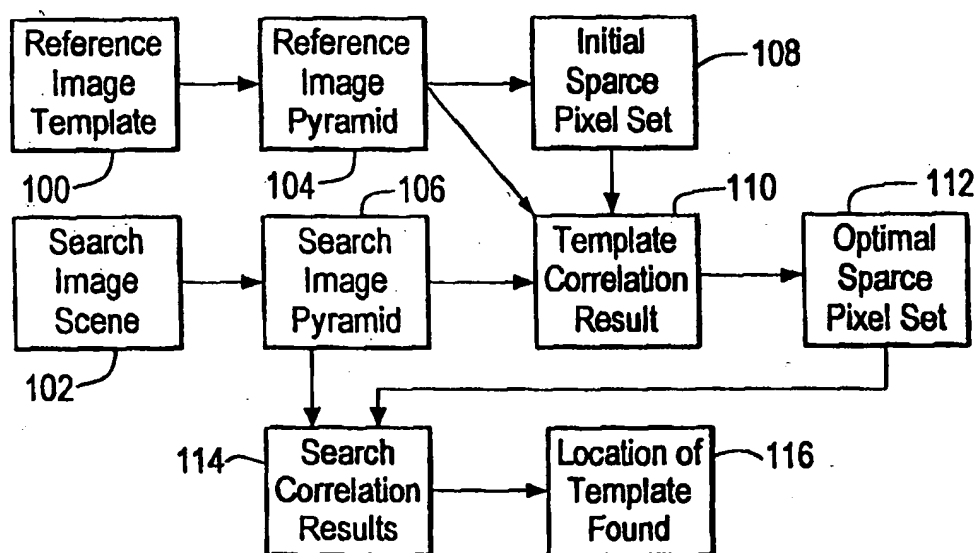 Reference
Image
Template
100
Reference
Image
Pyramid
104
Initial
Sparce
Pixel Set
108
Search
Image
Scene
102
106
Search
Image
Pyramid
110
Template
Correlation
Result
112
Optimal
Sparce
Pixel Set
114
Search
Correlation
Results
Location of
Template
Found
116